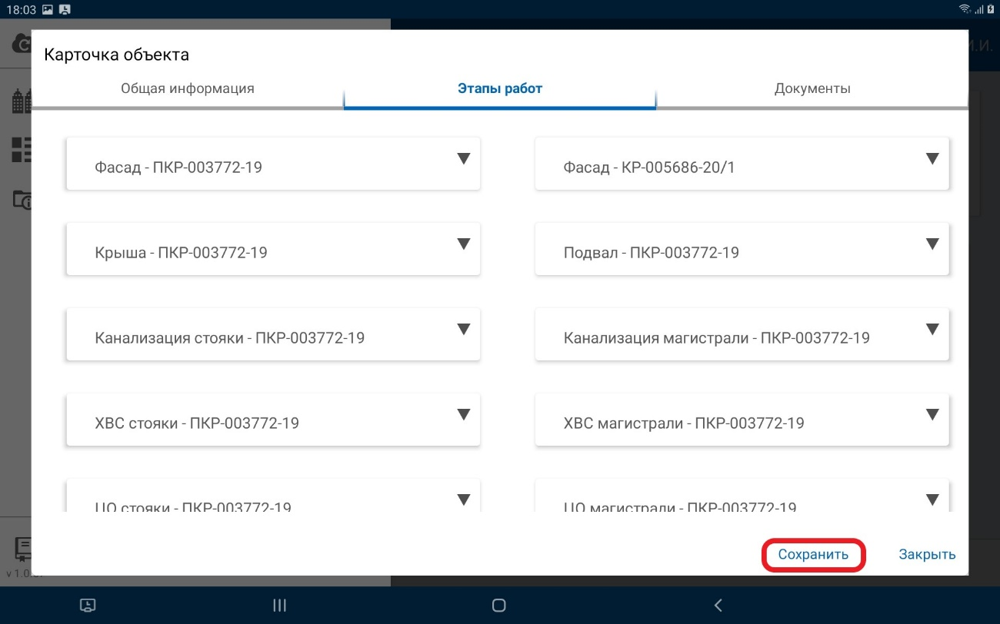 18:03
И.И.
Карточка объекта
Общая информация
Этапы работ
Документы
Фасад - ПКР-003772-19
Фасад - КР-005686-20/1
Крыша - ПКР-003772-19
Подвал - ПКР-003772-19
Канализация стояки - ПКР-003772-19
Канализация магистрали - ПКР-003772-19
ХВС стояки - ПКР-003772-19
ХВС магистрали - ПКР-003772-19
ЦО стояки - ПКР-003772-19
ЦО магистрали - ПКР-003772-19
Сохранить
Закрыть
v 1.0.